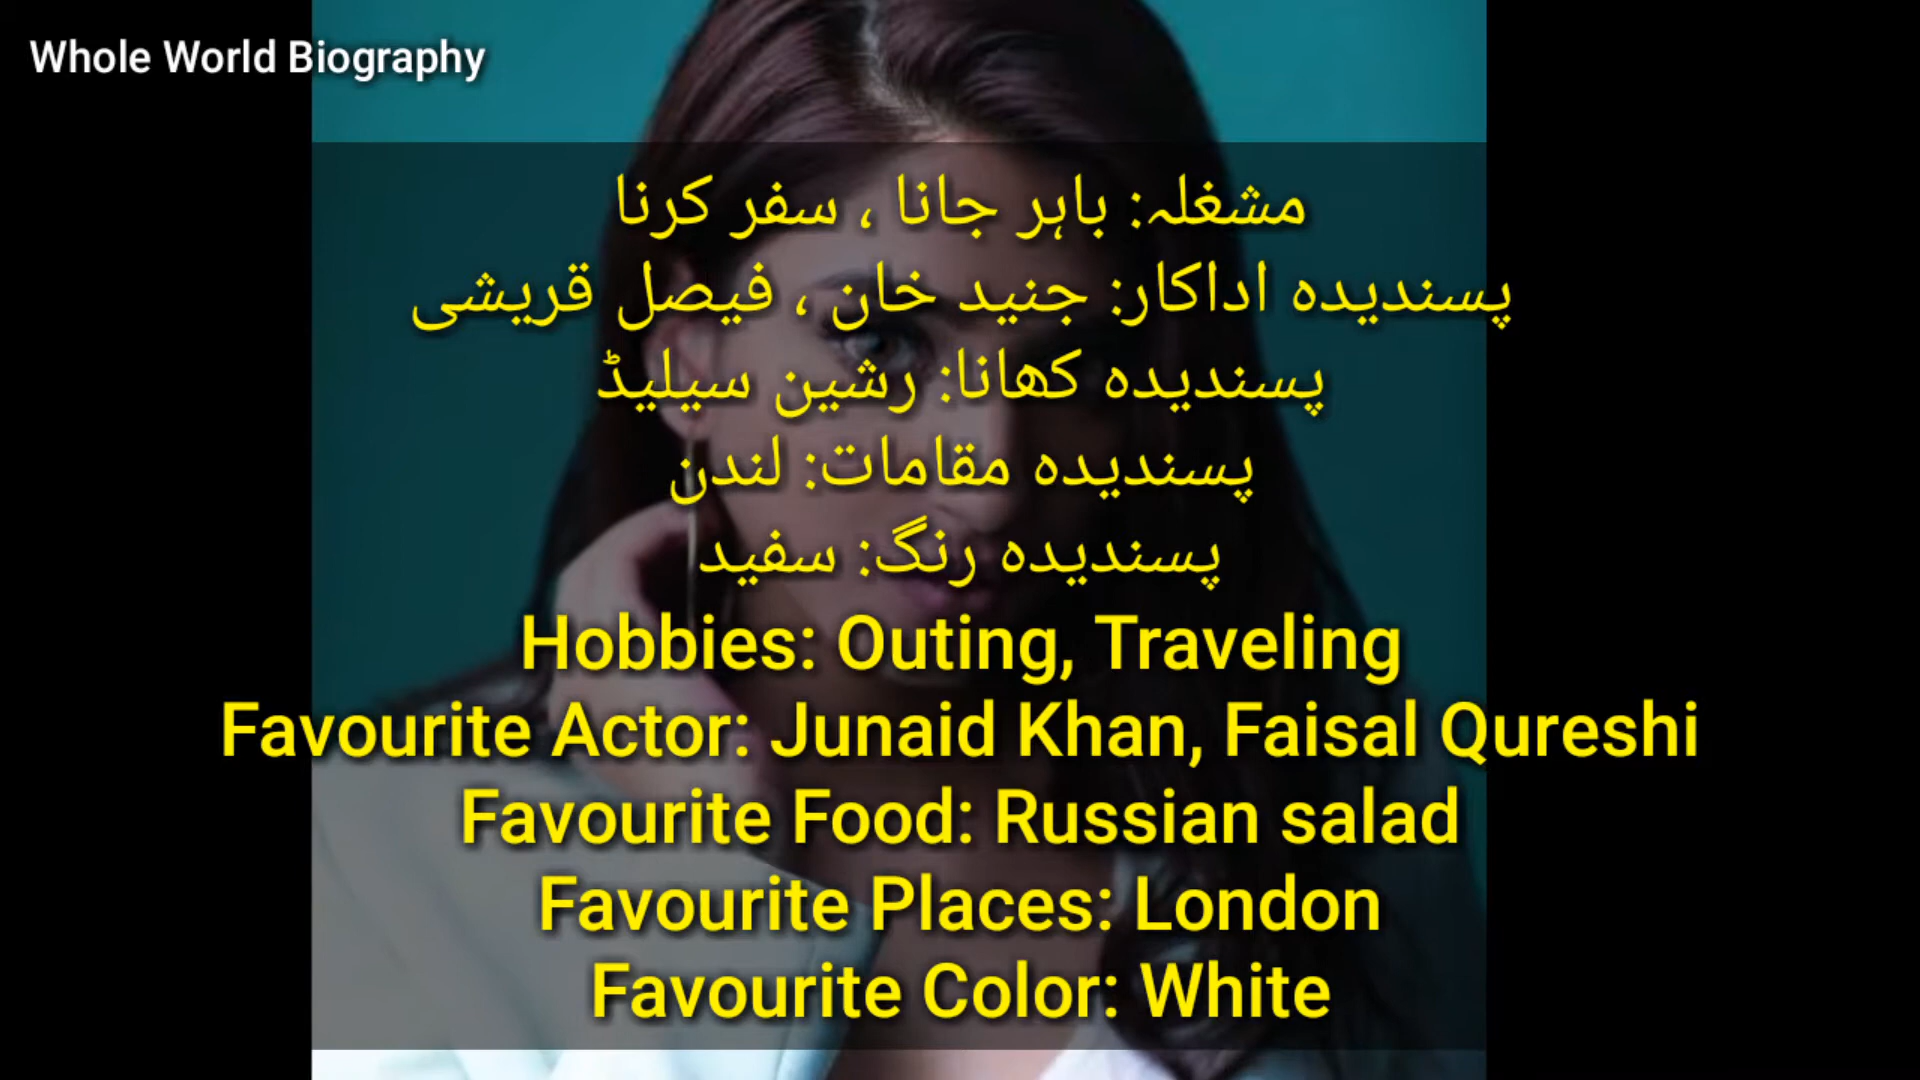 Whole World Biography
مشغلہ: باہر جانا ، سفر کرنا
پسندیدہ اداکار: جنید خان ، فیصل قریشی
پسندیدہ کھانا: رشین سیلیڈ
پسندیدہ مقامات: لندن
پسندیدہ رنگ: سفید
Hobbies: Outing, Traveling
Favourite Actor: Junaid Khan, Faisal Qureshi
Favourite Food: Russian salad
Favourite Places: London
Favourite Color: White